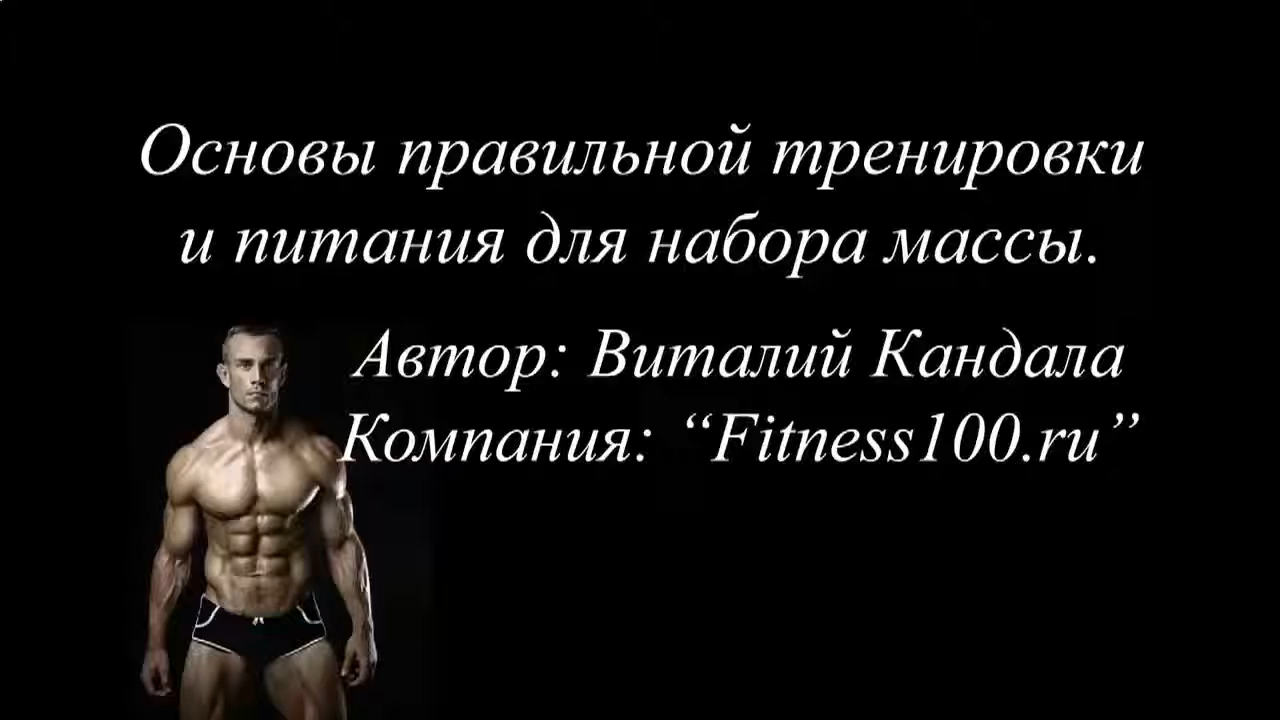 Основы правильной тренировки
и питания для набора массы.
Автор: Виталий Кандала
Компания: “Fitness100.ru”